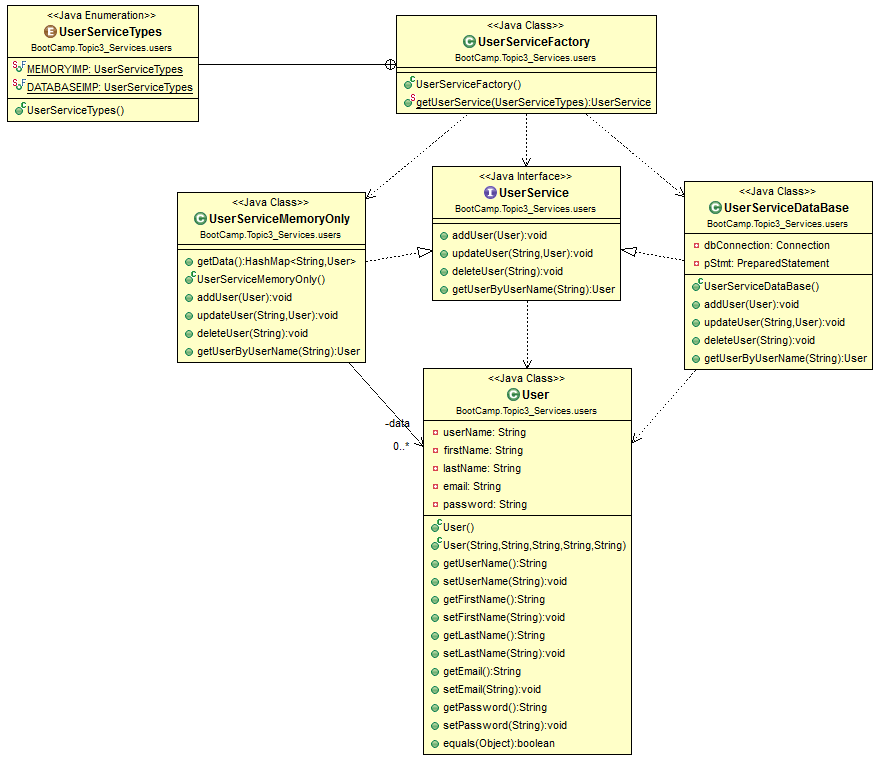 <<Java Enumeration>>
UserServiceTypes
BootCamp.Topic3_Services.users
MEMORYIMP: UserServiceTypes
DATABASEIMP: UserServiceTypes
UserServiceTypes()
<<Java Class>>
UserServiceFactory
BootCamp.Topic3_Services.users
UserServiceFactory()
getUserService(UserServiceTypes):UserService
<<Java Class>>
UserServiceMemoryOnly
BootCamp.Topic3_Services.users
getData():HashMap<String,User>
UserServiceMemoryOnly()
addUser(User):void
updateUser(String,User):void
deleteUser(String):void
getUserByUserName(String):User
<<Java Interface>>
UserService
BootCamp.Topic3_Services.users
addUser(User):void
updateUser(String,User):void
deleteUser(String):void
getUserByUserName(String):User
<<Java Class>>
UserServiceDataBase
BootCamp.Topic3_Services.users
dbConnection: Connection
pStmt: PreparedStatement
UserServiceDataBase()
addUser(User):void
updateUser(String,User):void
deleteUser(String):void
getUserByUserName(String):User
-data
0..*
<<Java Class>>
User
BootCamp.Topic3_Services.users
userName: String
firstName: String
lastName: String
email: String
password: String
User()
User(String,String,String,String,String)
getUserName():String
setUserName(String):void
getFirstName():String
setFirstName(String):void
getLastName():String
setLastName(String):void
getEmail():String
setEmail(String):void
getPassword():String
setPassword(String):void
equals(Object):boolean